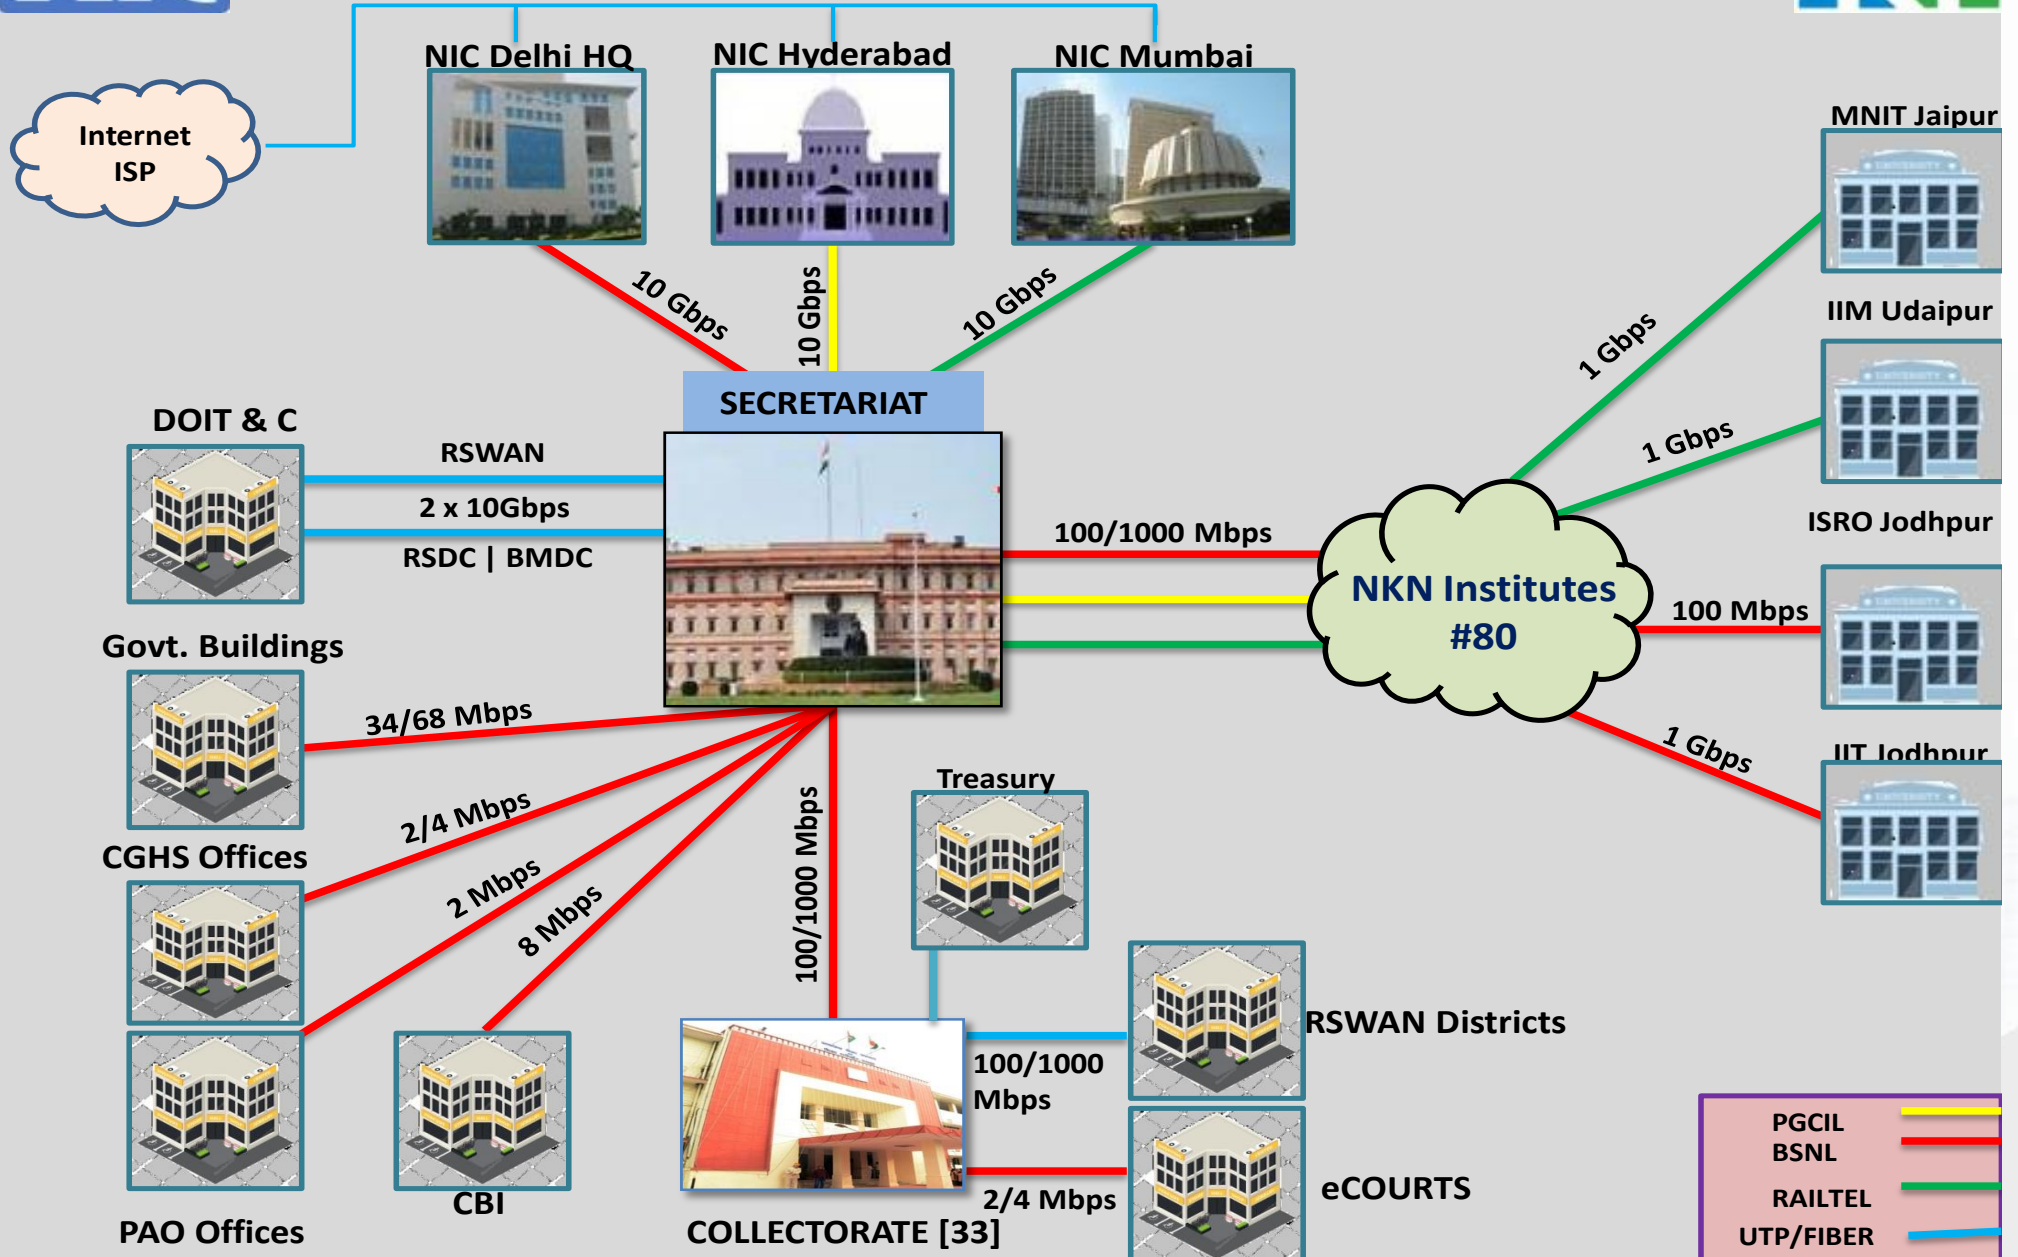 NIC Delhi HQ
NIC Hyderabad
NIC Mumbai
Internet
ISP
MNIT Jaipur
IIM Udaipur
ISRO Jodhpur
IIT Jodhpur
10 Gbps
10 Gbps
10 Gbps
1 Gbps
1 Gbps
100 Mbps
1 Gbps
SECRETARIAT
DOIT & C
RSWAN
2 x 10Gbps
RSDC | BMDC
100/1000 Mbps
NKN Institutes
#80
Govt. Buildings
34/68 Mbps
2/4 Mbps
2 Mbps
8 Mbps
100/1000 Mbps
CGHS Offices
PAO Offices
CBI
Treasury
RSWAN Districts
100/1000
Mbps
eCOURTS
2/4 Mbps
COLLECTORATE [33]
PGCIL
BSNL
RAILTEL
UTP/FIBER